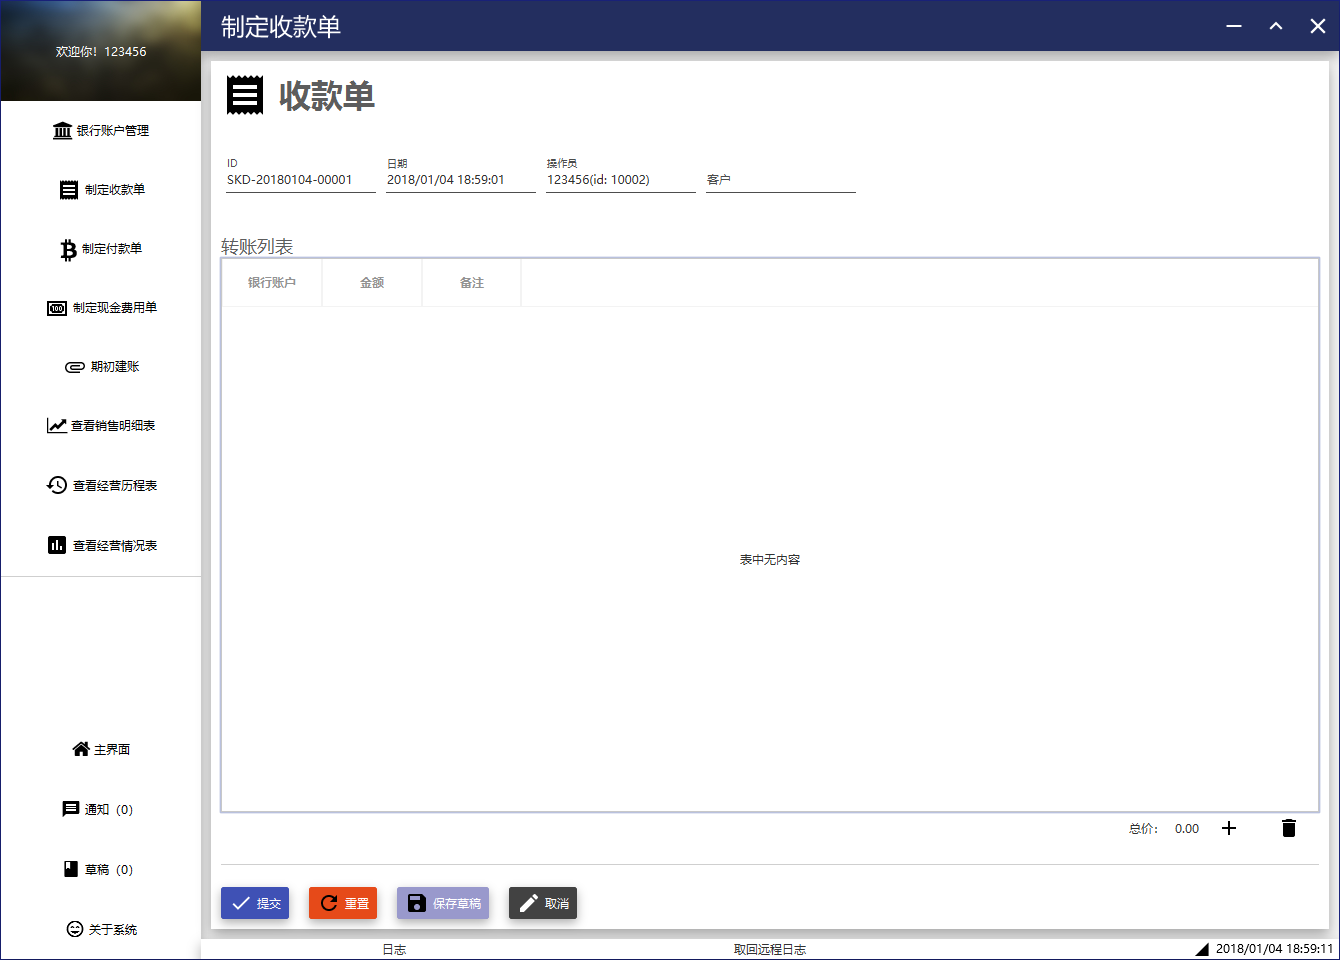 欢迎你！123456
银行账户管理
制定收款单
制定付款单
制定现金费用单
期初建账
查看销售明细表
查看经营历程表
查看经营情况表
主界面
通知（0）
草稿（0）
关于系统
制定收款单
收款单
ID
SKD-20180104-00001
日期
2018/01/04 18:59:01
操作员
123456(id: 10002)
客户
转账列表
银行账户 金额 备注
表中无内容
总价： 0.00
提交 重置 保存草稿 取消
日志 取回远程日志 2018/01/04 18:59:11